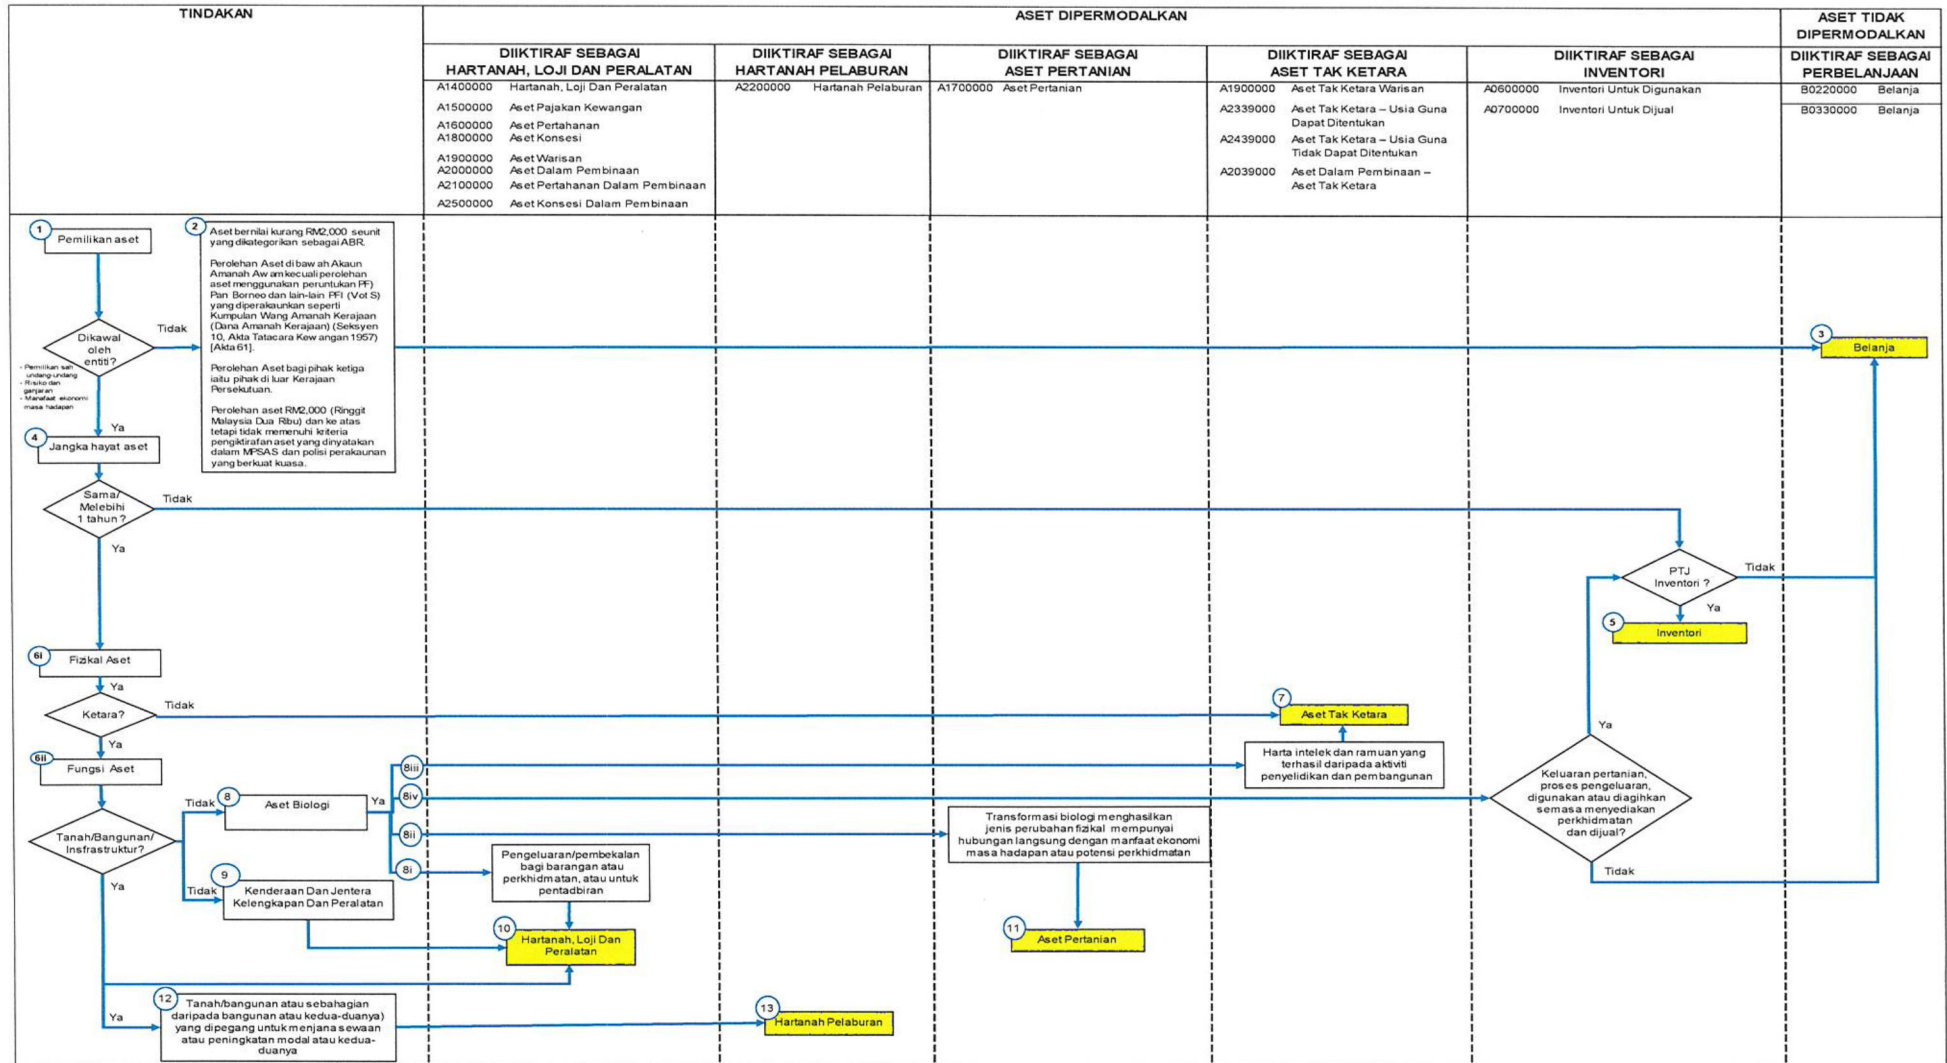 TINDAKAN
ASET DIPERMODALKAN
ASET TIDAK
DIPERMODALKAN
DIIKTIRAF SEBAGAI
HARTANAH, LOJI DAN PERALATAN
DIIKTIRAF SEBAGAI
HARTANAH PELABURAN
DIIKTIRAF SEBAGAI
ASET PERTANIAN
DIIKTIRAF SEBAGAI
ASET TAK KETARA
DIIKTIRAF SEBAGAI
INVENTORI
DIIKTIRAF SEBAGAI
PERBELANJAAN
A1400000 Hartanah, Loji Dan Peralatan
A1500000 Aset Pajakan Kewangan
A1600000 Aset Pertahanan
A1800000 Aset Konsesi
A1900000 Aset Warisan
A2000000 Aset Dalam Pembinaan
A2100000 Aset Pertahanan Dalam Pembinaan
A2500000 Aset Konsesi Dalam Pembinaan
A2200000 Hartanah Pelaburan
A1700000 Aset Pertanian
A1900000 Aset Tak Ketara Warisan
A2339000 Aset Tak Ketara – Usia Guna
Dapat Ditentukan
A2439000 Aset Tak Ketara – Usia Guna
Tidak Dapat Ditentukan
A2039000 Aset Dalam Pembinaan –
Aset Tak Ketara
A0600000 Inventori Untuk Digunakan
A0700000 Inventori Untuk Dijual
B0220000 Belanja
B0330000 Belanja
1
Pemilikan aset
2
Aset bernilai kurang RM2,000 seunit
yang dikategorikan sebagai ABR.
Perolehan Aset di bawah Akaun
Amanah Awam kecuali perolehan
aset menggunakan peruntukan PFI
Pan Borneo dan lain-lain PFI (Vot S)
yang diperakaunkan seperti
Kumpulan Wang Amanah Kerajaan
(Dana Amanah Kerajaan) (Seksyen
10, Akta Tatacara Kewangan 1957)
[Akta 61].
Perolehan Aset bagi pihak ketiga
iaitu pihak di luar Kerajaan
Persekutuan.
Perolehan aset RM2,000 (Ringgit
Malaysia Dua Ribu) dan ke atas
tetapi tidak memenuhi kriteria
pengiktirafan aset yang dinyatakan
dalam MPSAS dan polisi perakaunan
yang berkuat kuasa.
Dikawal
oleh
entiti?
Tidak
- Pemilikan sah
undang-undang
- Risiko dan
ganjaran
- Manafaat ekonomi
masa hadapan
Ya
3
Belanja
4
Jangka hayat aset
Sama/
Melebihi
1 tahun ?
Tidak
Ya
PTJ
Inventori ?
Tidak
Ya
5
Inventori
6i
Fizikal Aset
Ya
Ketara?
Tidak
Ya
7
Aset Tak Ketara
6ii
Fungsi Aset
Harta intelek dan ramuan yang
terhasil daripada aktiviti
penyelidikan dan pembangunan
Ya
Keluaran pertanian,
proses pengeluaran,
digunakan atau diagihkan
semasa menyediakan
perkhidmatan
dan dijual?
Tidak
Tanah/Bangunan/
Insfrastruktur?
Tidak
8
Aset Biologi
Ya
8iii
8iv
8ii
8i
Transformasi biologi menghasilkan
jenis perubahan fizikal mempunyai
hubungan langsung dengan manfaat ekonomi
masa hadapan atau potensi perkhidmatan
Pengeluaran/pembekalan
bagi barangan atau
perkhidmatan, atau untuk
pentadbiran
Ya
Tidak
9
Kenderaan Dan Jentera
Kelengkapan Dan Peralatan
10
Hartanah, Loji Dan
Peralatan
11
Aset Pertanian
Ya
12
Tanah/bangunan atau sebahagian
daripada bangunan atau kedua-duanya)
yang dipegang untuk menjana sewaan
atau peningkatan modal atau kedua-
duanya
13
Hartanah Pelaburan